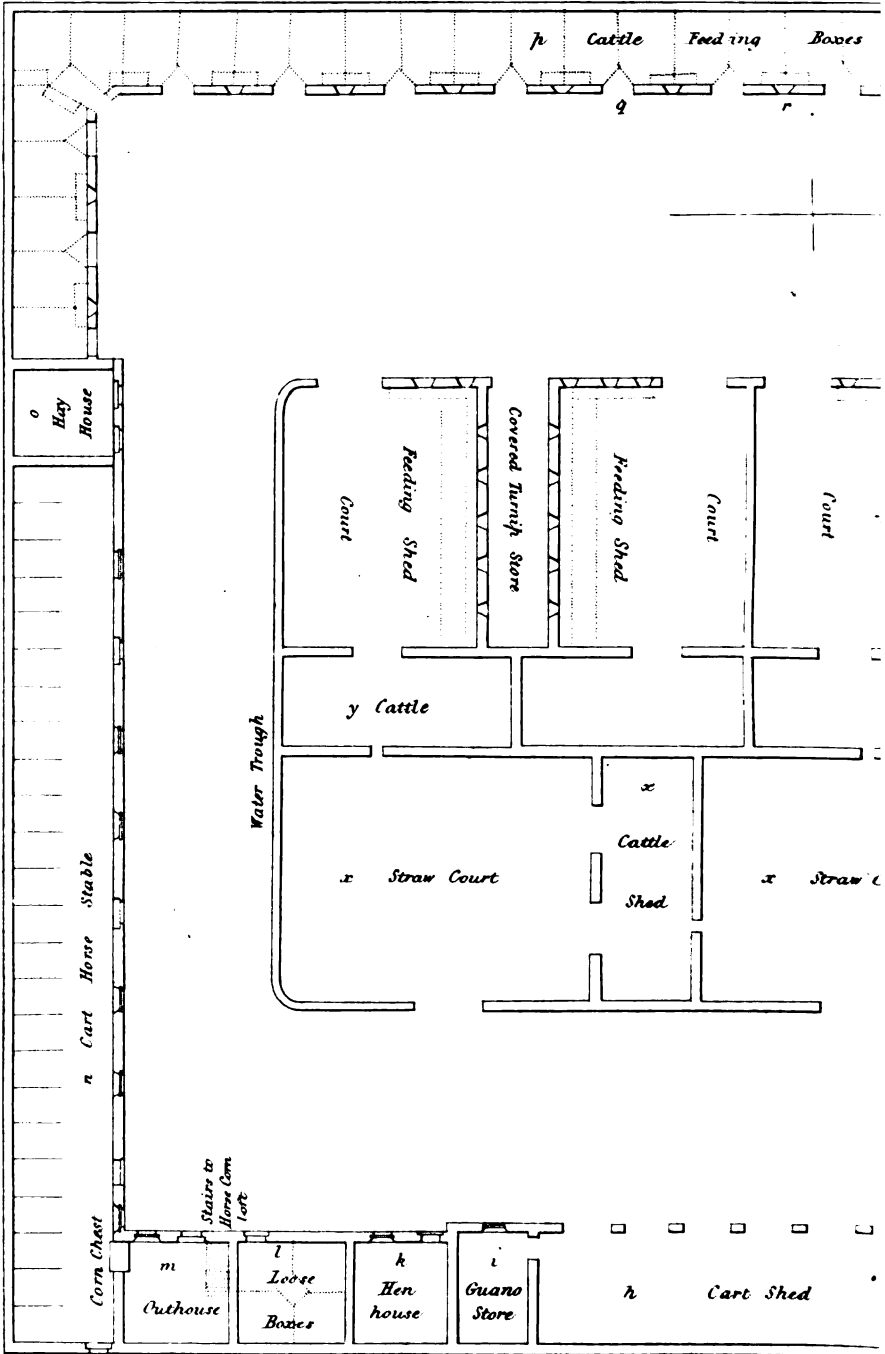 p Cattle Feeding Boxes
q r
o Hay House
Court
Feeding Shed
Covered Turnip Store
Feeding Shed
Court
Court
y Cattle
Water Trough
x
Cattle
Shed
x Straw Court
x Straw C
n Cart Horse Stable
Corn Chest
Stairs to
Horse Corn
loft
m
Outhouse
l
Loose
Boxes
k
Hen
house
i
Guano
Store
h Cart Shed